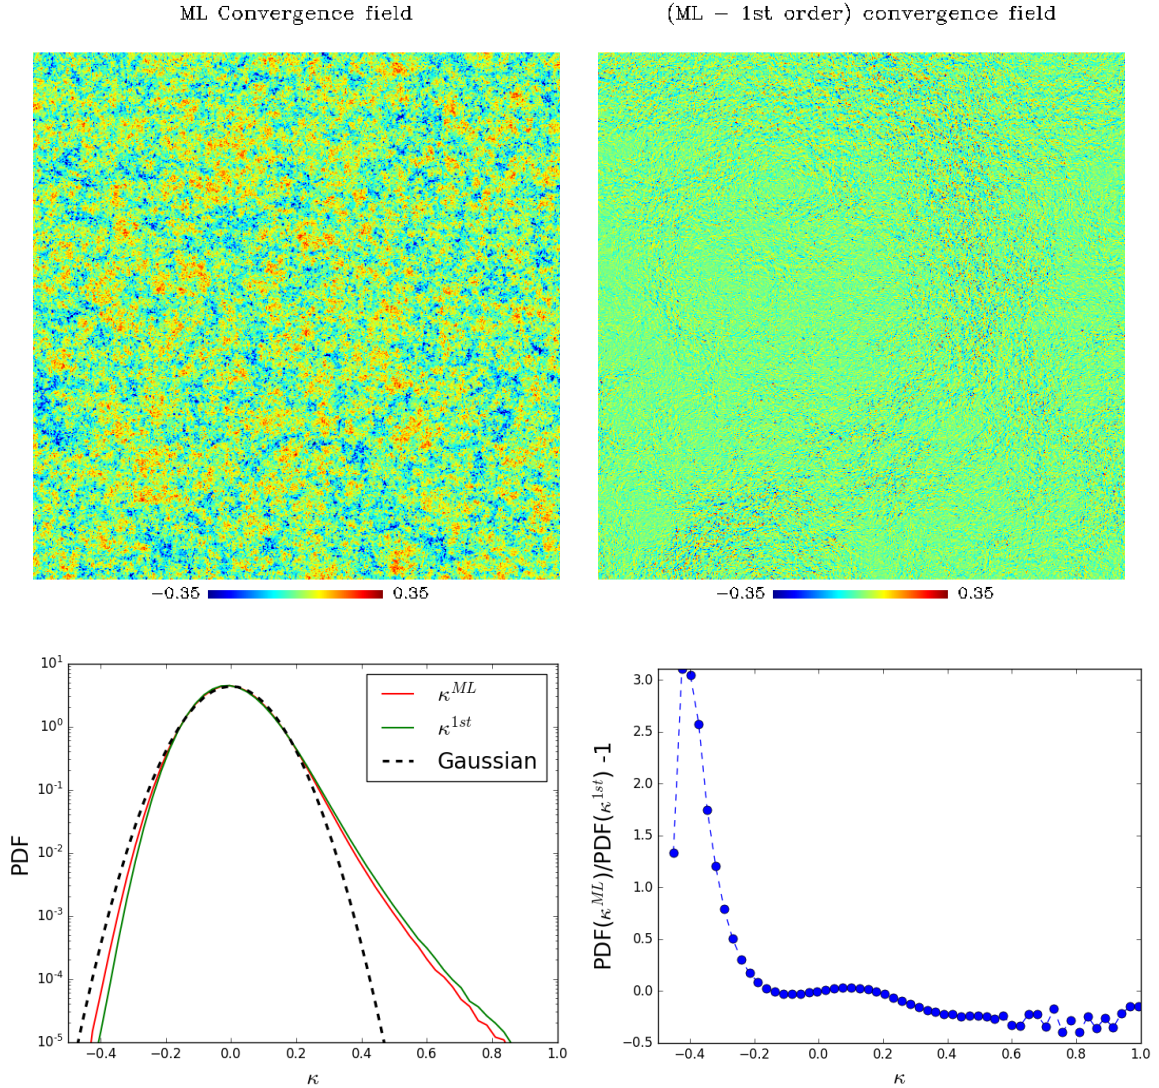 ML Convergence field
(ML − 1st order) convergence field
−0.35 0.35
−0.35 0.35
PDF
10^1
10^0
10^-1
10^-2
10^-3
10^-4
10^-5
κ^ML
κ^1st
Gaussian
−0.4 −0.2 0.0 0.2 0.4 0.6 0.8 1.0
κ
PDF(κ^ML)/PDF(κ^1st) -1
3.0
2.5
2.0
1.5
1.0
0.5
0.0
−0.5
−0.4 −0.2 0.0 0.2 0.4 0.6 0.8 1.0
κ